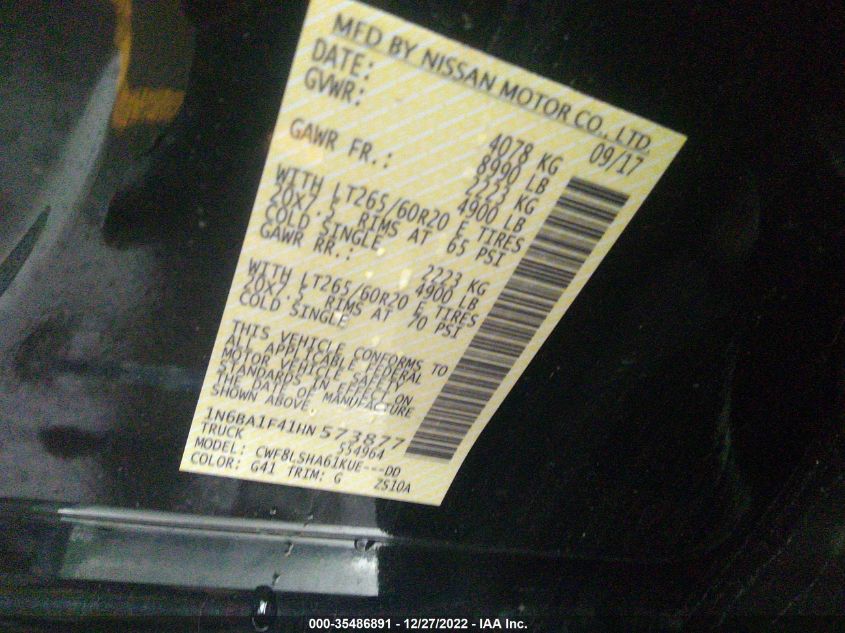 MFD BY NISSAN MOTOR CO., LTD.
DATE: 09/17
GVWR: 4078 KG
8990 LB
GAWR FR.: 2223 KG
4900 LB
WITH LT265/60R20 E TIRES
20X7.5 RIMS AT 65 PSI
COLD SINGLE
GAWR RR.: 2223 KG
4900 LB
WITH LT265/60R20 E TIRES
20X7.5 RIMS AT 70 PSI
COLD SINGLE
THIS VEHICLE CONFORMS TO
ALL APPLICABLE FEDERAL
MOTOR VEHICLE SAFETY
STANDARDS IN EFFECT ON
THE DATE OF MANUFACTURE
SHOWN ABOVE
1N6BA1F41HN573877
TRUCK 554964
MODEL: CWF8LSHA61KUE---DD
COLOR: G41 TRIM: G ZS10A
000-35486891 - 12/27/2022 - IAA Inc.